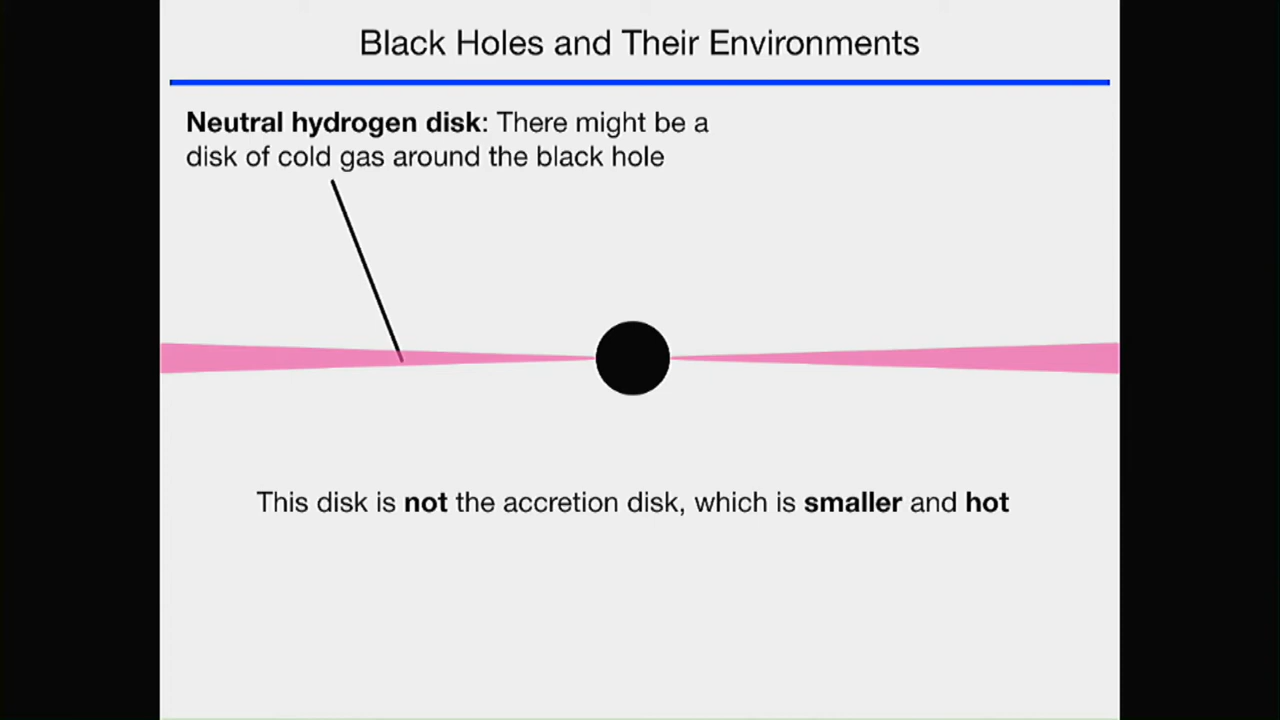 Black Holes and Their Environments
Neutral hydrogen disk: There might be a
disk of cold gas around the black hole
This disk is not the accretion disk, which is smaller and hot